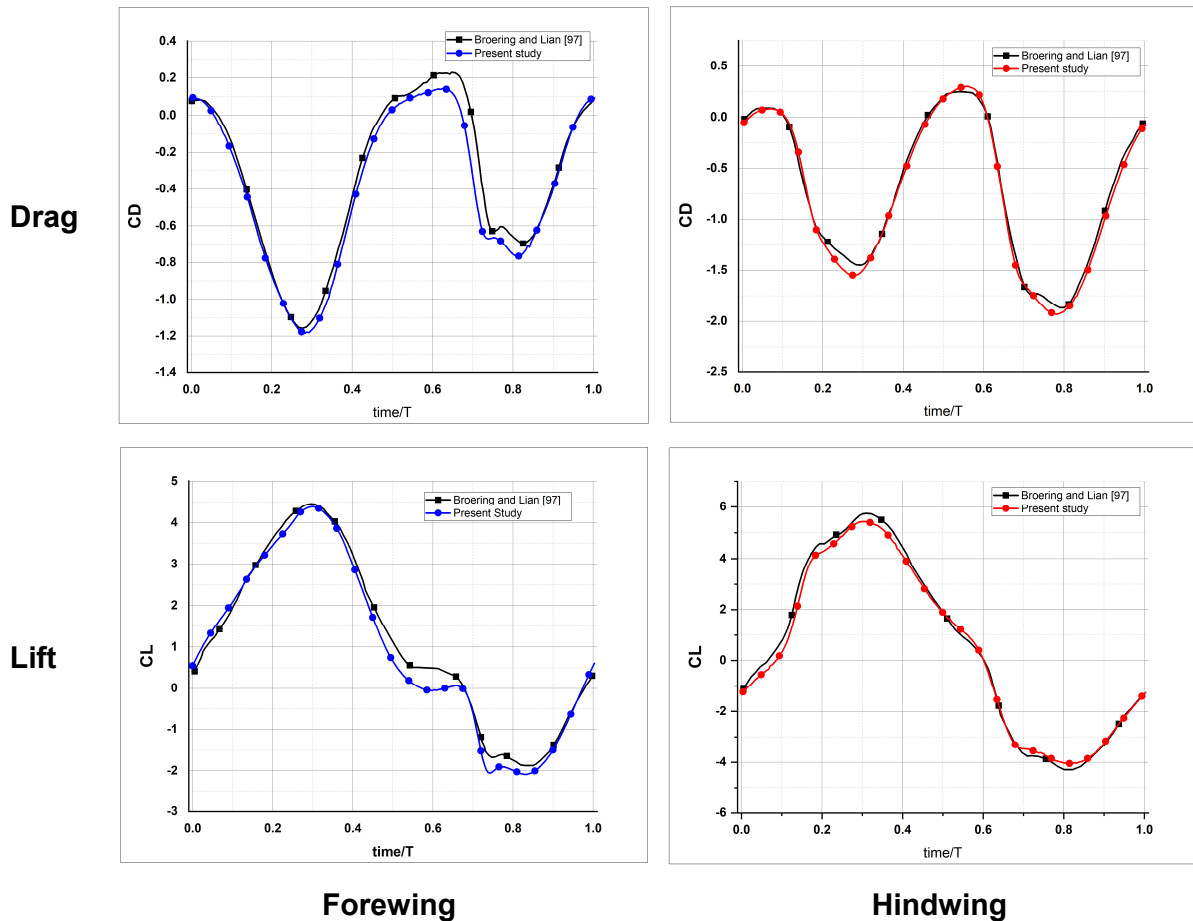 Drag
Lift
Forewing
Hindwing
Broering and Lian [97]
Present study
CD
0.4
0.2
0.0
-0.2
-0.4
-0.6
-0.8
-1.0
-1.2
-1.4
0.0 0.2 0.4 0.6 0.8 1.0
time/T
Broering and Lian [97]
Present study
CD
0.5
0.0
-0.5
-1.0
-1.5
-2.0
-2.5
0.0 0.2 0.4 0.6 0.8 1.0
time/T
Broering and Lian [97]
Present Study
CL
5
4
3
2
1
0
-1
-2
-3
0.0 0.2 0.4 0.6 0.8 1.0
time/T
Broering and Lian [97]
Present study
CL
6
4
2
0
-2
-4
-6
0.0 0.2 0.4 0.6 0.8 1.0
time/T